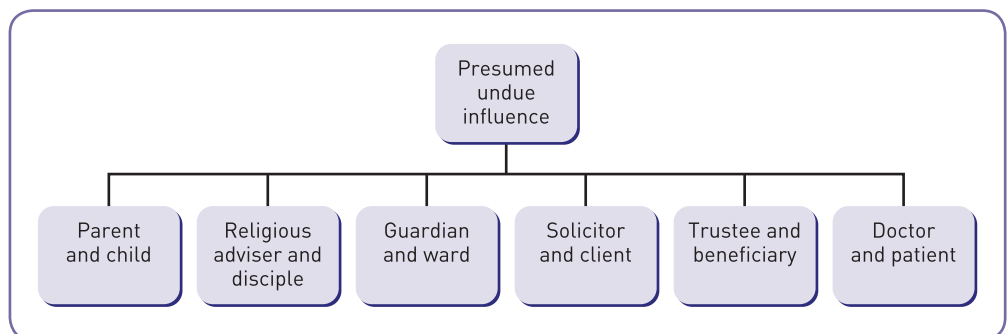 Presumed
undue
influence
Parent
and child
Religious
adviser and
disciple
Guardian
and ward
Solicitor
and client
Trustee and
beneficiary
Doctor
and patient